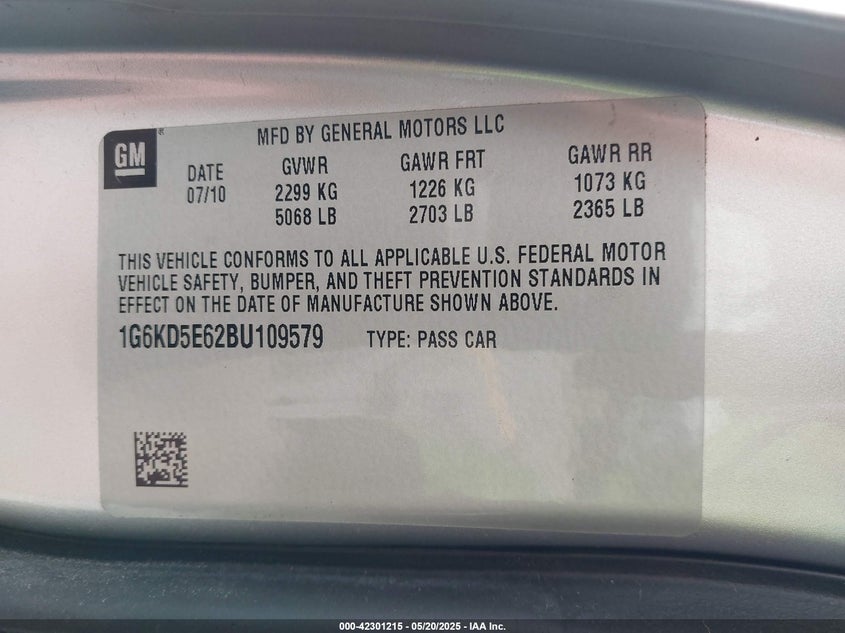 MFD BY GENERAL MOTORS LLC
GM
DATE GVWR GAWR FRT GAWR RR
07/10 2299 KG 1226 KG 1073 KG
5068 LB 2703 LB 2365 LB
THIS VEHICLE CONFORMS TO ALL APPLICABLE U.S. FEDERAL MOTOR
VEHICLE SAFETY, BUMPER, AND THEFT PREVENTION STANDARDS IN
EFFECT ON THE DATE OF MANUFACTURE SHOWN ABOVE.
1G6KD5E62BU109579 TYPE: PASS CAR
000-42301215 - 05/20/2025 - IAA Inc.